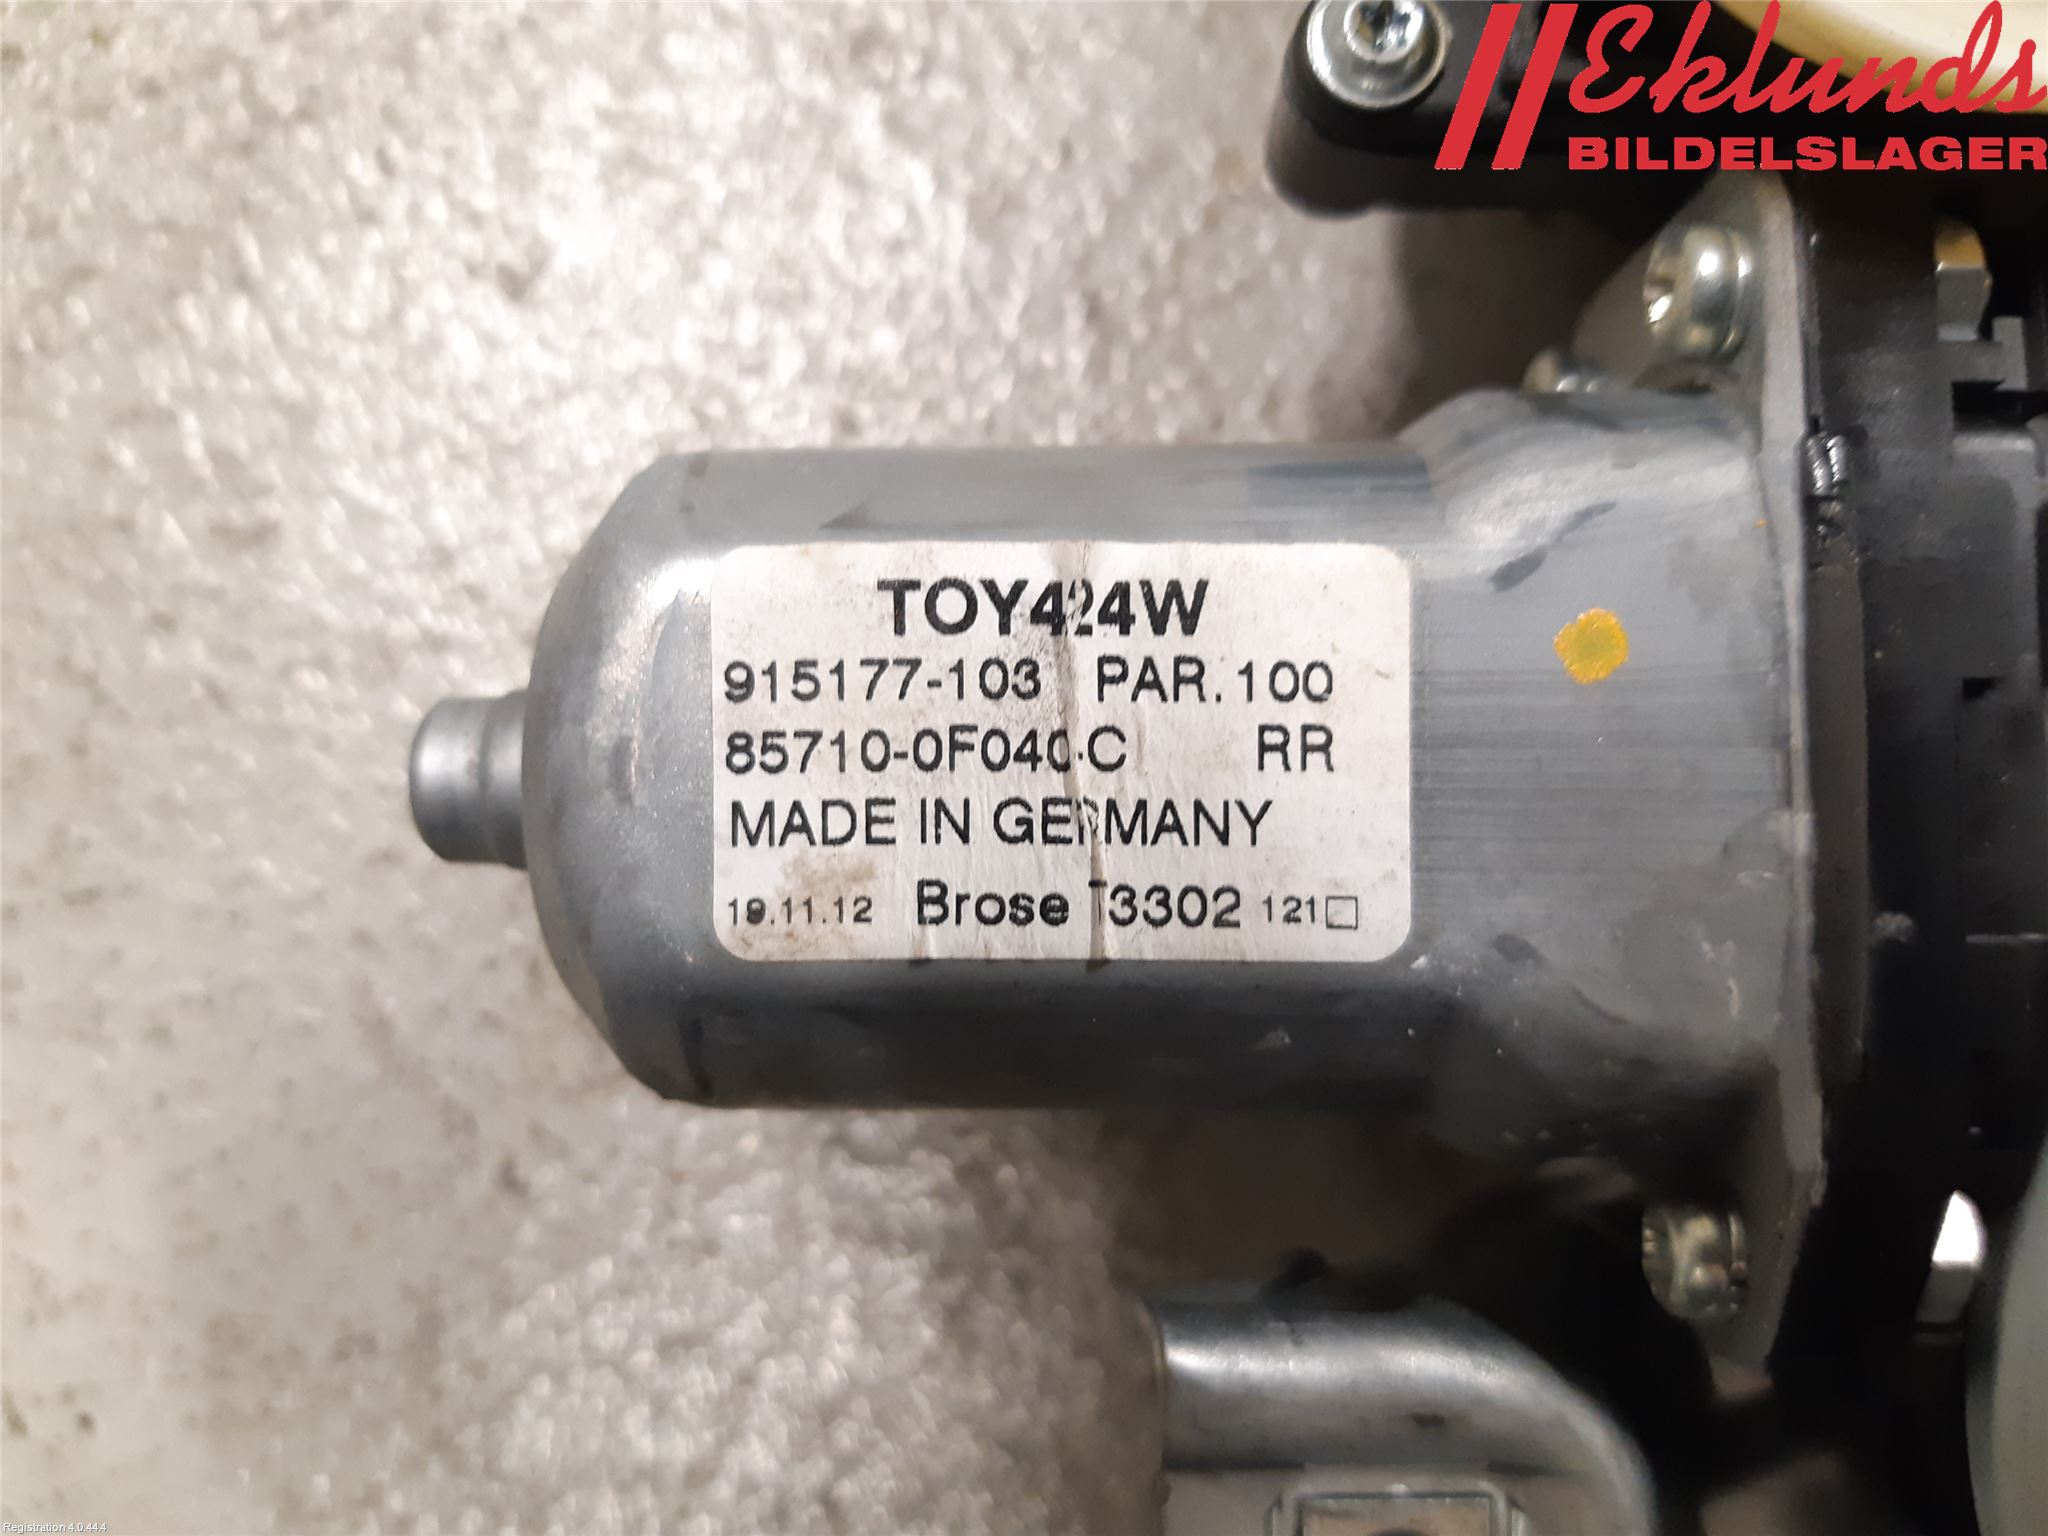 Eklunds
BILDELSLAGER
TOY424W
915177-103 PAR.100
85710-0F040-C RR
MADE IN GERMANY
19.11.12 Brose 3302 121
Registration 4.0.44.4